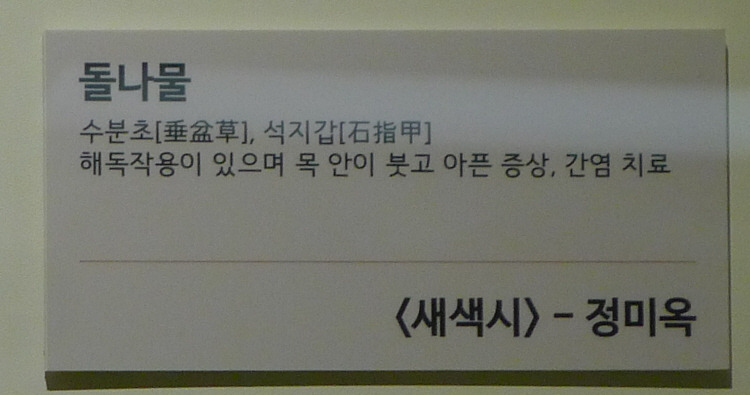 돌나물
수분초[垂盆草], 석지갑[石指甲]
해독작용이 있으며 목 안이 붓고 아픈 증상, 간염 치료
<새색시> - 정미옥